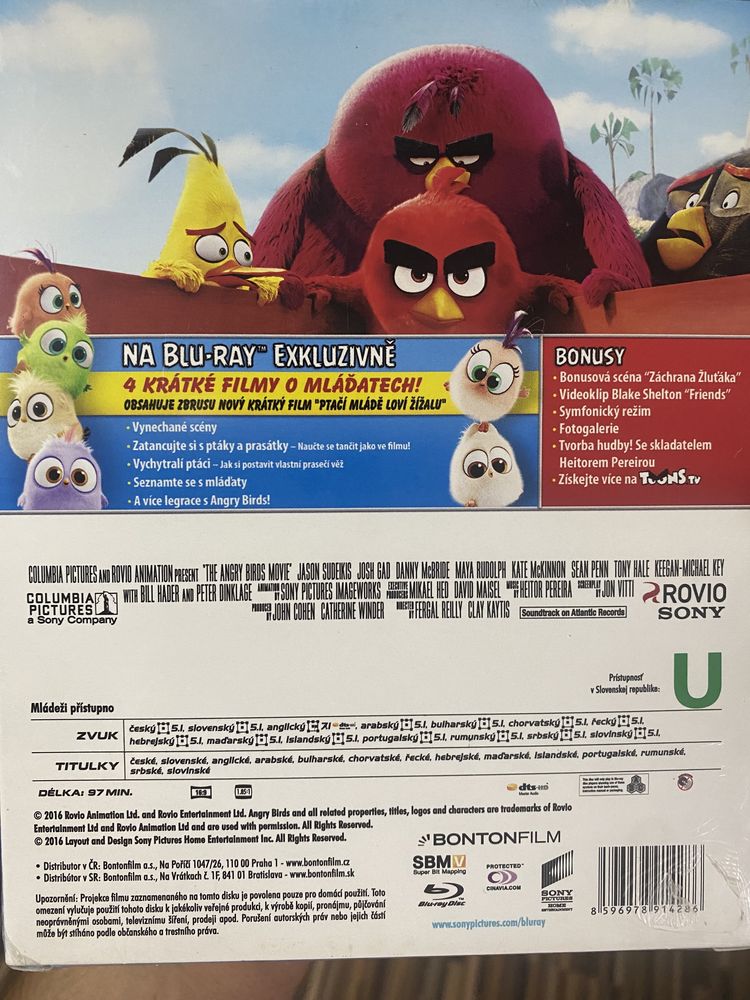 NA BLU-RAY™ EXKLUZIVNĚ
4 KRÁTKÉ FILMY O MLÁĎATECH!
OBSAHUJE ZBRUSU NOVÝ KRÁTKÝ FILM "PTAČÍ MLÁDĚ LOVÍ ŽÍŽALU"
• Vynechané scény
• Zatancujte si s ptáky a prasátky – Naučte se tančit jako ve filmu!
• Vychytralí ptáci – Jak si postavit vlastní prasečí věž
• Seznamte se s mláďaty
• A více legrace s Angry Birds!
BONUSY
• Bonusová scéna "Záchrana Žluťáka"
• Videoklip Blake Shelton "Friends"
• Symfonický režim
• Fotogalerie
• Tvorba hudby! Se skladatelem
Heitorem Pereirou
• Získejte více na TOONS TV
COLUMBIA PICTURES AND ROVIO ANIMATION PRESENT "THE ANGRY BIRDS MOVIE" JASON SUDEIKIS JOSH GAD DANNY McBRIDE MAYA RUDOLPH KATE McKINNON SEAN PENN TONY HALE KEEGAN-MICHAEL KEY
WITH BILL HADER AND PETER DINKLAGE ANIMATION BY SONY PICTURES IMAGEWORKS EXECUTIVE PRODUCERS MIKAEL HED DAVID MAISEL MUSIC BY HEITOR PEREIRA SCREENPLAY BY JON VITTI
PRODUCED BY JOHN COHEN CATHERINE WINDER DIRECTED BY FERGAL REILLY CLAY KAYTIS
Soundtrack on Atlantic Records
COLUMBIA
PICTURES
a Sony Company
ROVIO
SONY
Prístupnosť
v Slovenskej republike:
U
Mládeži přístupno
ZVUK
český 5.1, slovenský 5.1, anglický 7.1 dts-HD, arabský 5.1, bulharský 5.1, chorvatský 5.1, řecký 5.1,
hebrejský 5.1, maďarský 5.1, islandský 5.1, portugalský 5.1, rumunský 5.1, srbský 5.1, slovinský 5.1.
TITULKY
české, slovenské, anglické, arabské, bulharské, chorvatské, řecké, hebrejské, maďarské, islandské, portugalské, rumunské,
srbské, slovinské
DÉLKA: 97 MIN.
16:9
1.85:1
dts-HD
Master Audio
© 2016 Rovio Animation Ltd. and Rovio Entertainment Ltd. Angry Birds and all related properties, titles, logos and characters are trademarks of Rovio
Entertainment Ltd and Rovio Animation Ltd and are used with permission. All Rights Reserved.
© 2016 Layout and Design Sony Pictures Home Entertainment Inc. All Rights Reserved.
• Distributor v ČR: Bontonfilm a.s., Na Poříčí 1047/26, 110 00 Praha 1 - www.bontonfilm.cz
• Distribútor v SR: Bontonfilm a.s., Na Vrátkach č. 1F, 841 01 Bratislava - www.bontonfilm.sk
Upozornění: Projekce filmu zaznamenaného na tomto disku je povolena pouze pro domácí použití. Toto
omezení vylučuje použití tohoto disku k jakékoliv veřejné produkci, k výrobě kopií, pronájmu, půjčování
neoprávněnými osobami, televiznímu šíření, prodeji apod. Porušení autorských práv nebo jejich částí
může být stíháno podle občanského a trestního práva.
BONTONFILM
SBMV
Super Bit Mapping
PROTECTED
CINAVIA.COM
Blu-ray Disc
SONY
PICTURES
HOME
ENTERTAINMENT
www.sonypictures.com/bluray
8 596978 914286